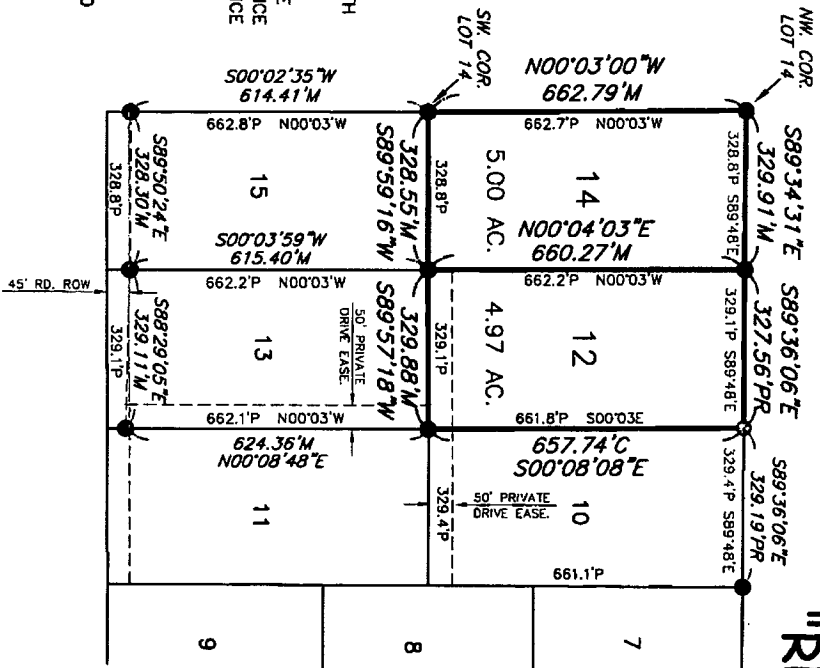 NW. COR.
LOT 14
S89°34'31"E
329.91'M
S89°36'06"E
327.56'PR
S89°36'06"E
329.19'PR
"R
328.8'P S89°48'E
329.1'P S89°48'E
329.4'P S89°48'E
N00°03'00"W
662.79'M
662.7'P N00°03'W
14
5.00 AC.
N00°04'03"E
660.27'M
662.2'P N00°03'W
12
4.97 AC.
661.8'P S00°03E
657.74'C
S00°08'08"E
50' PRIVATE
DRIVE EASE.
10
661.1'P
7
SW. COR.
LOT 14
328.8'P
328.55'M
S89°59'16"W
329.1'P
329.88'M
S89°57'18"W
329.4'P
S00°02'35"W
614.41'M
662.8'P N00°03'W
15
S00°03'59"W
615.40'M
662.2'P N00°03'W
13
50' PRIVATE
DRIVE EASE.
662.1'P N00°03'W
624.36'M
N00°08'48"E
11
8
9
S89°50'24"E
328.30'M
328.8'P
S88°29'05"E
329.11'M
329.1'P
45' RD. ROW
TH
E
ICE
ICE